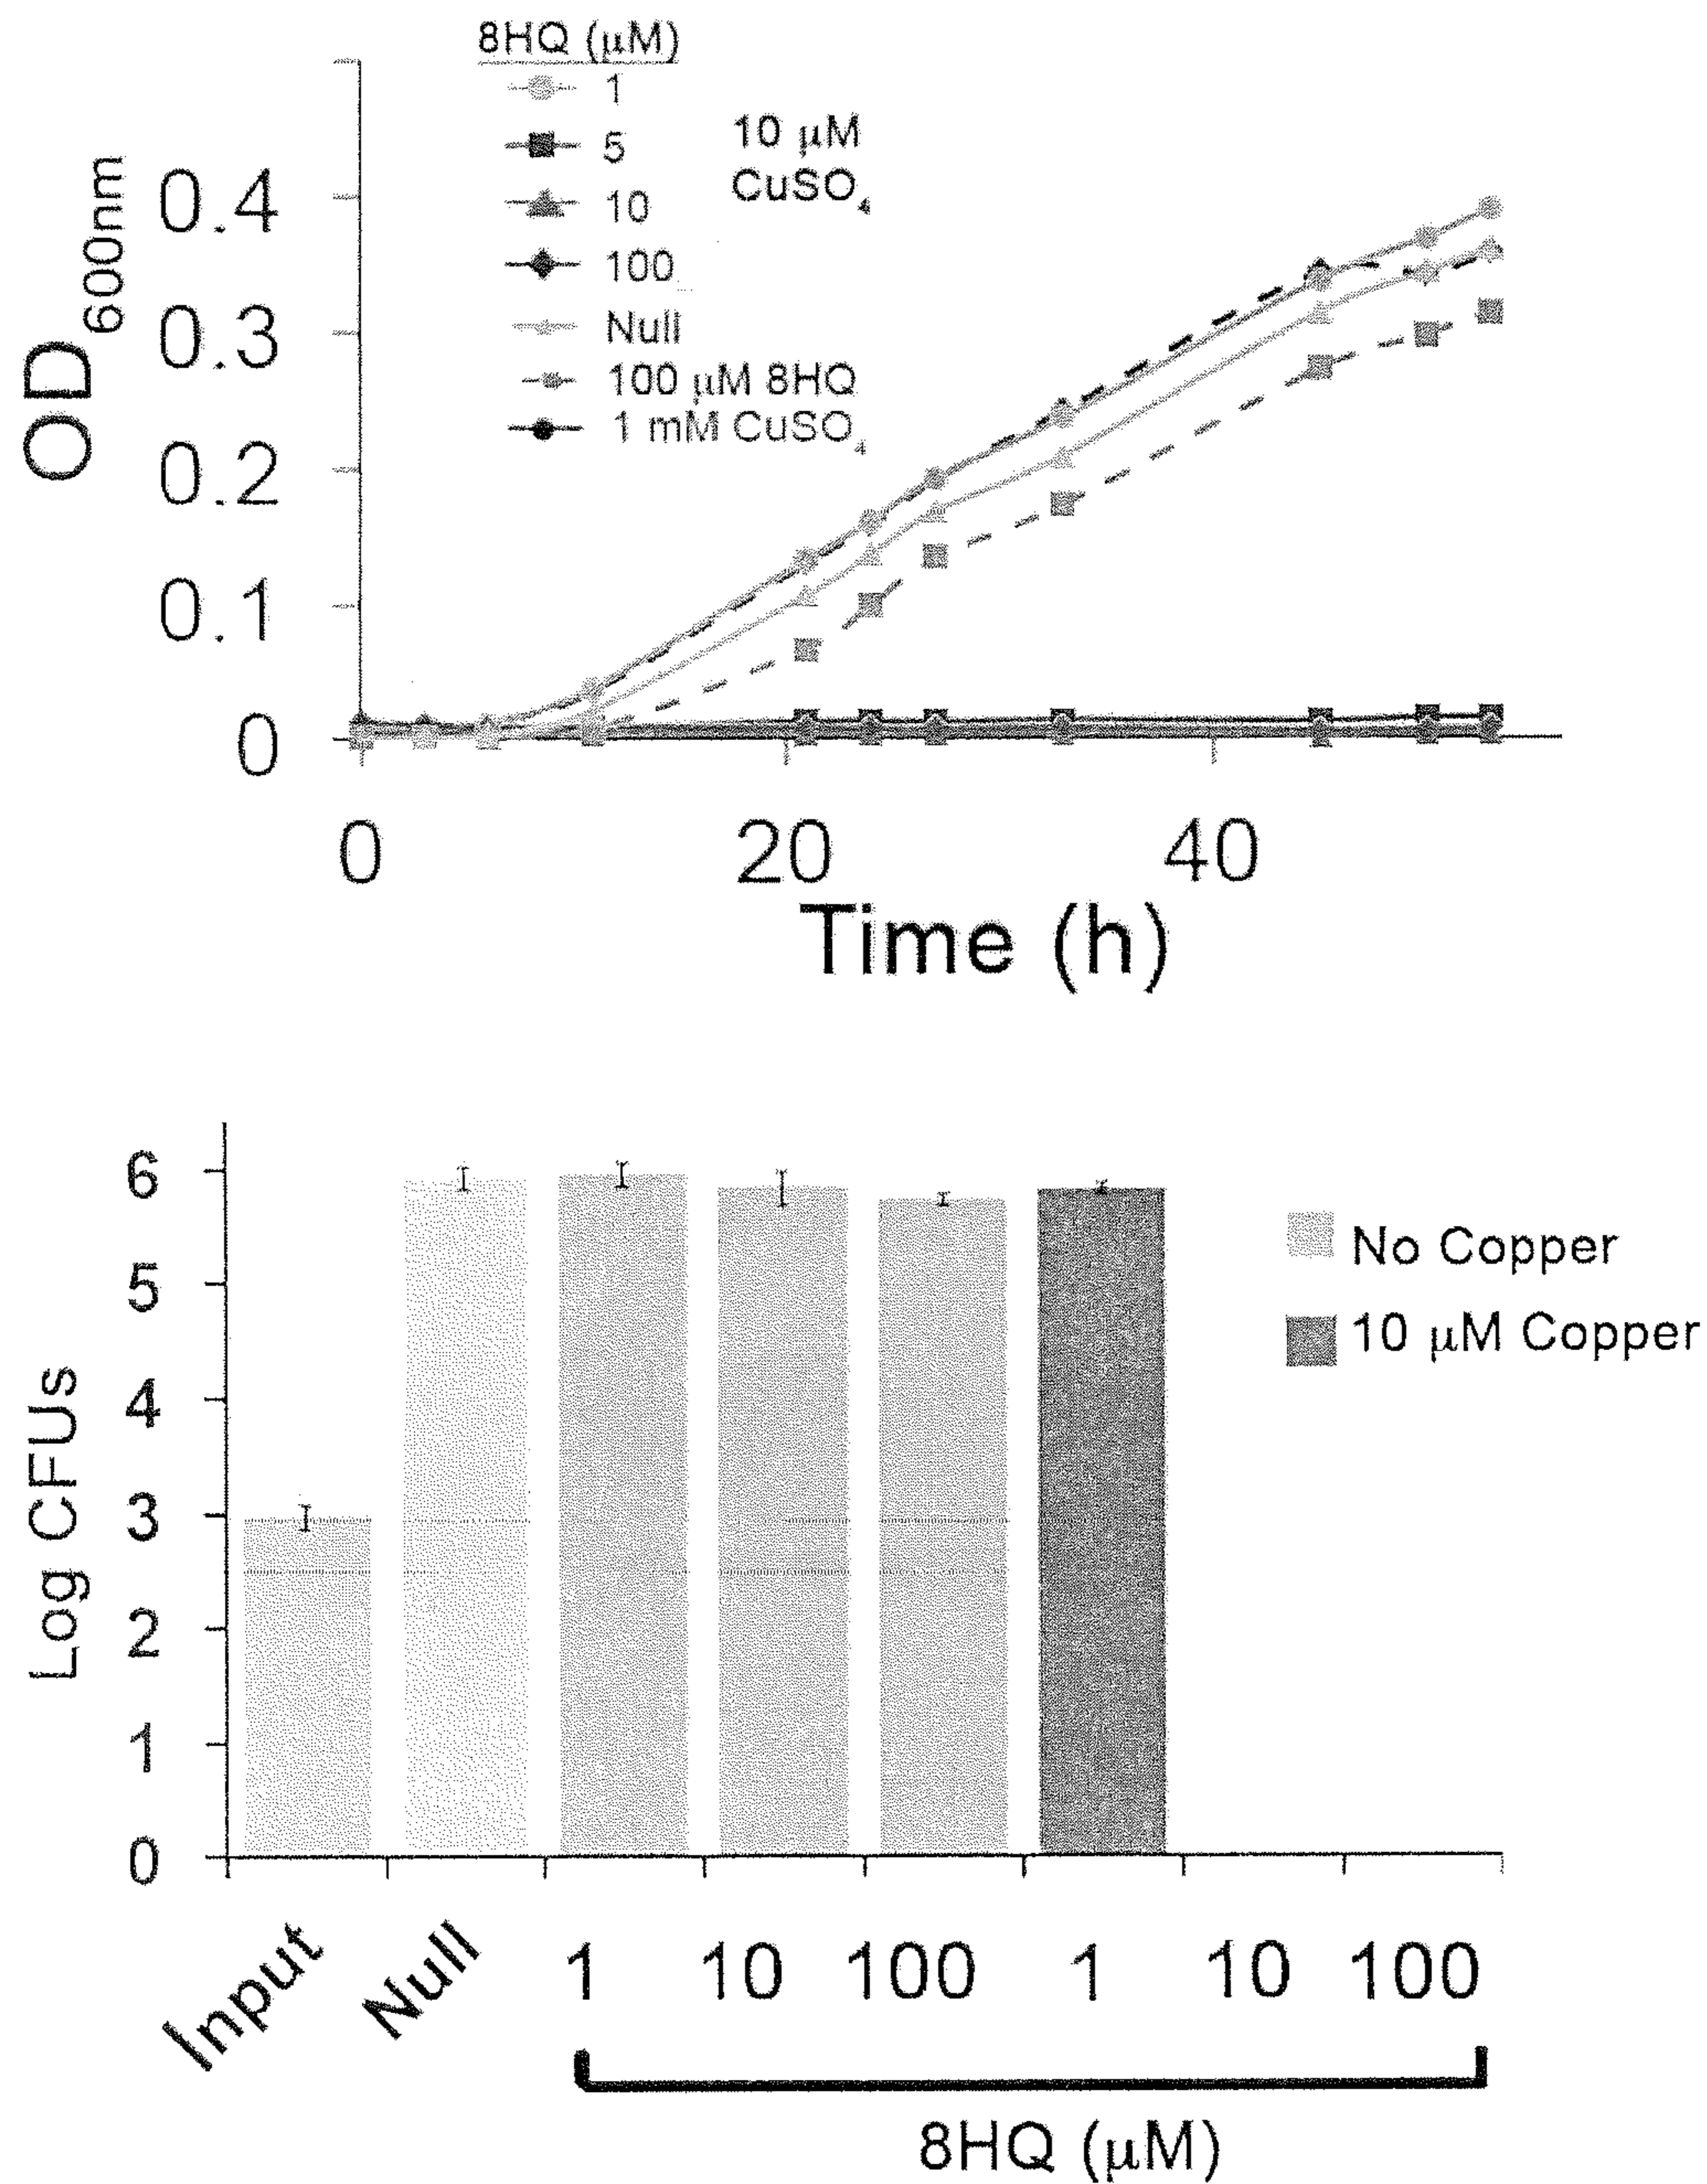 8HQ (μM)
1
5
10
100
10 μM
CuSO4
Null
100 μM 8HQ
1 mM CuSO4
OD600nm
0.4
0.3
0.2
0.1
0
0 20 40
Time (h)
Log CFUs
6
5
4
3
2
1
0
No Copper
10 μM Copper
Input Null 1 10 100 1 10 100
8HQ (μM)